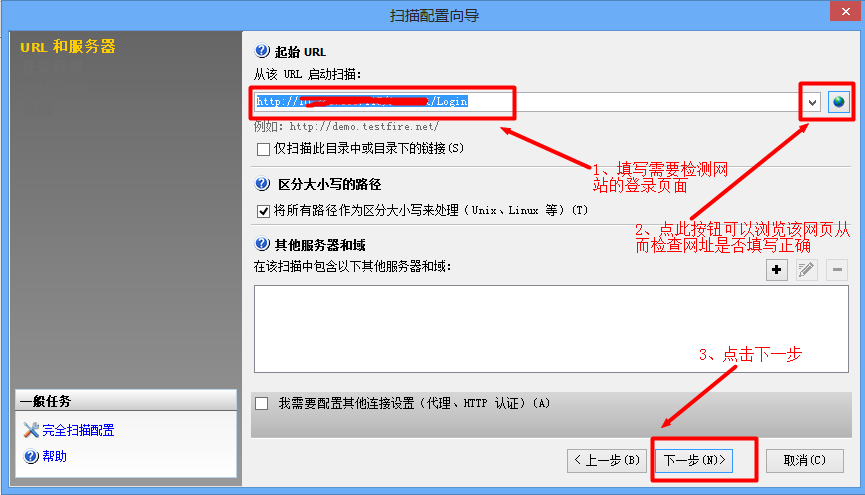 扫描配置向导
URL 和服务器
起始 URL
从该 URL 启动扫描：
http://
/Login
例如：http://demo.testfire.net/
仅扫描此目录中或目录下的链接(S)
1、填写需要检测网
站的登录页面
区分大小写的路径
将所有路径作为区分大小写来处理（Unix、Linux 等）(T)
2、点此按钮可以浏览该网页从
而检查网址是否填写正确
其他服务器和域
在该扫描中包含以下其他服务器和域：
3、点击下一步
一般任务
完全扫描配置
帮助
我需要配置其他连接设置（代理、HTTP 认证）(A)
< 上一步(B)
下一步(N)>
取消(C)